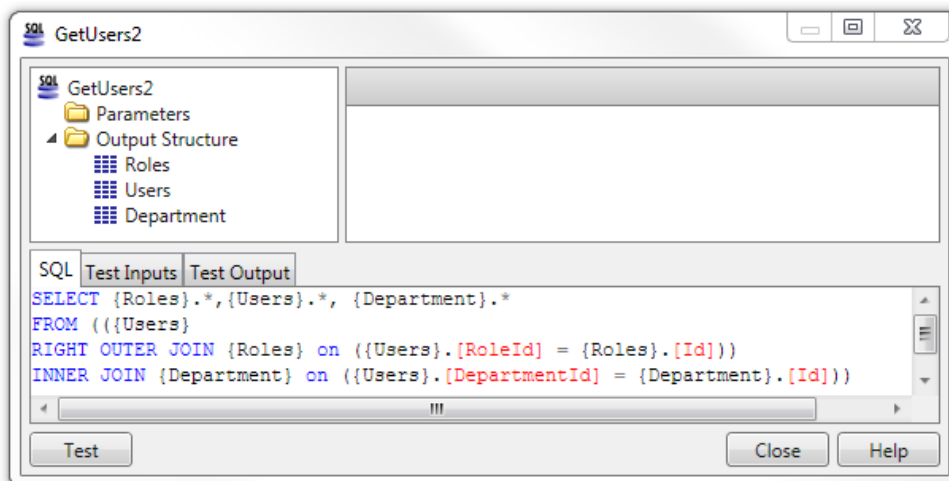 GetUsers2
GetUsers2
Parameters
Output Structure
Roles
Users
Department
SQL Test Inputs Test Output
SELECT {Roles}.*,{Users}.*, {Department}.*
FROM (({Users}
RIGHT OUTER JOIN {Roles} on ({Users}.[RoleId] = {Roles}.[Id]))
INNER JOIN {Department} on ({Users}.[DepartmentId] = {Department}.[Id]))
Test Close Help